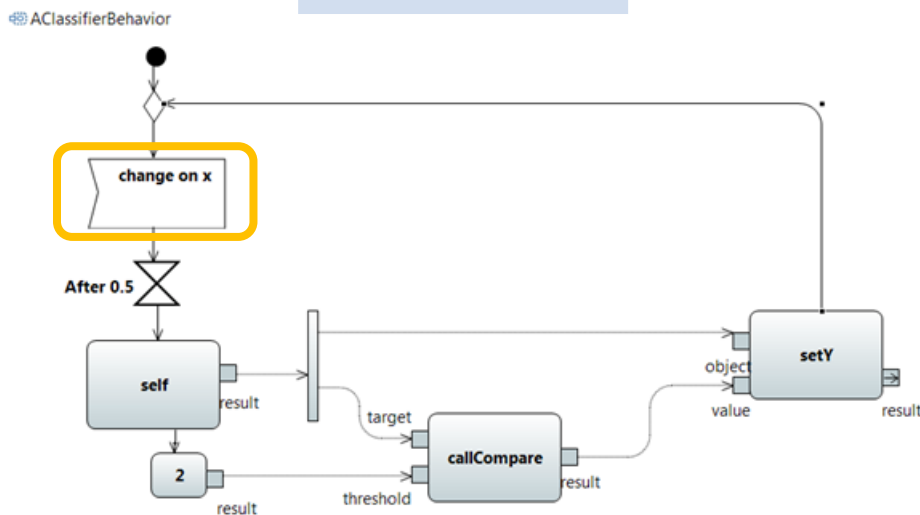 AClassifierBehavior
change on x
After 0.5
self
result
2
result
target
threshold
callCompare
result
object
value
setY
result